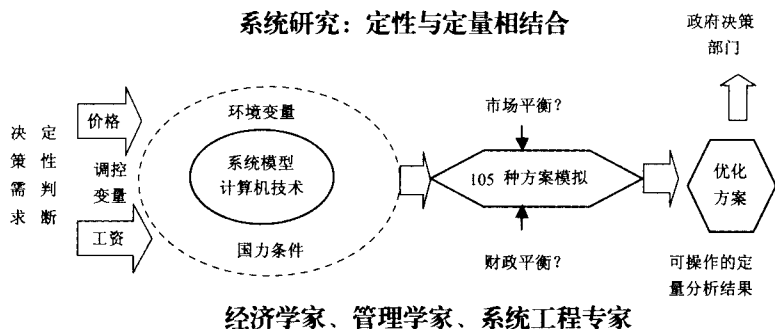 系统研究：定性与定量相结合
政府决策
部门
决 定
策 性
需 判
求 断
价格
调控
变量
工资
环境变量
系统模型
计算机技术
国力条件
市场平衡？
105 种方案模拟
财政平衡？
优化
方案
可操作的定
量分析结果
经济学家、管理学家、系统工程专家